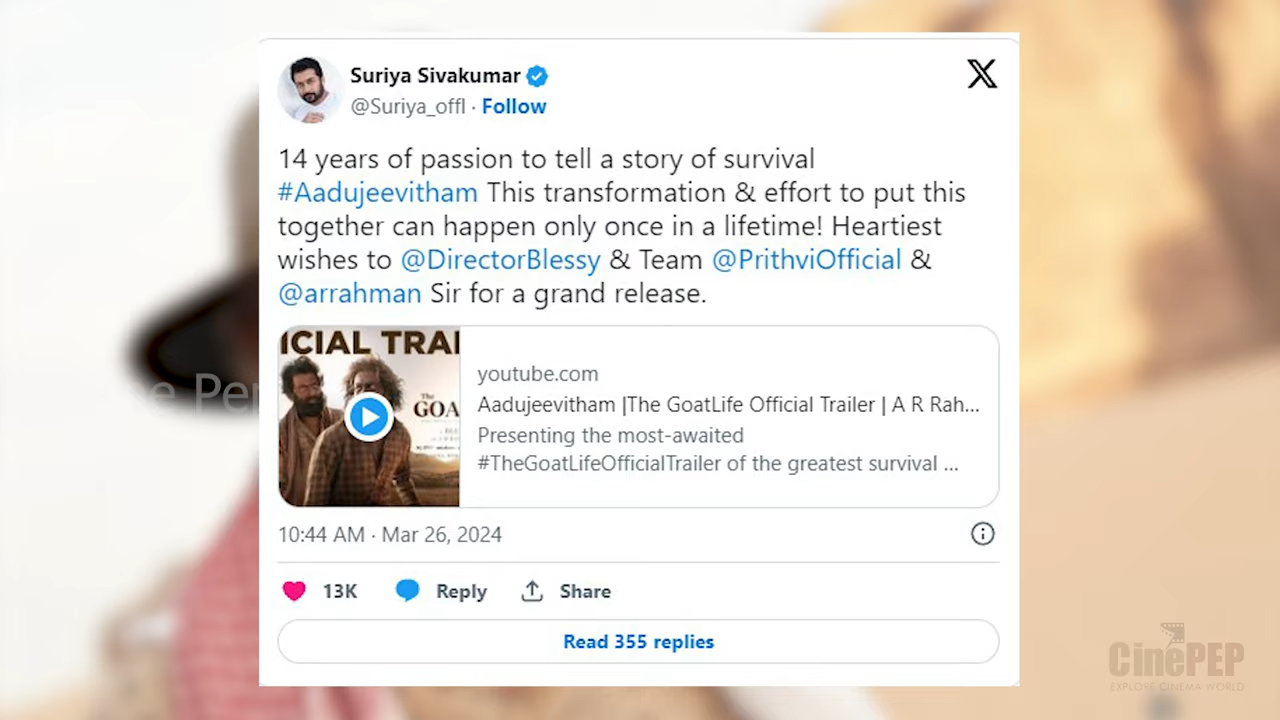 Suriya Sivakumar
@Suriya_offl · Follow
14 years of passion to tell a story of survival
#Aadujeevitham This transformation & effort to put this
together can happen only once in a lifetime! Heartiest
wishes to @DirectorBlessy & Team @PrithviOfficial &
@arrahman Sir for a grand release.
ICIAL TRAI
The
GOA
youtube.com
Aadujeevitham |The GoatLife Official Trailer | A R Rah...
Presenting the most-awaited
#TheGoatLifeOfficialTrailer of the greatest survival ...
10:44 AM · Mar 26, 2024
13K Reply Share
Read 355 replies
CinePEP
EXPLORE CINEMA WORLD